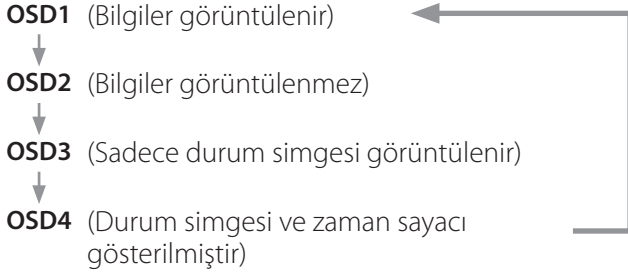 OSD1 (Bilgiler görüntülenir)
OSD2 (Bilgiler görüntülenmez)
OSD3 (Sadece durum simgesi görüntülenir)
OSD4 (Durum simgesi ve zaman sayacı
gösterilmiştir)